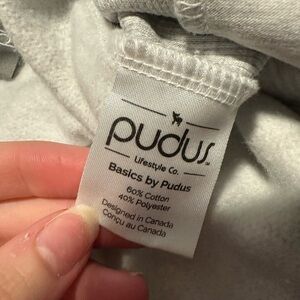 pudus.
Lifestyle Co.
Basics by Pudus
60% Cotton
40% Polyester
Designed in Canada
Conçu au Canada